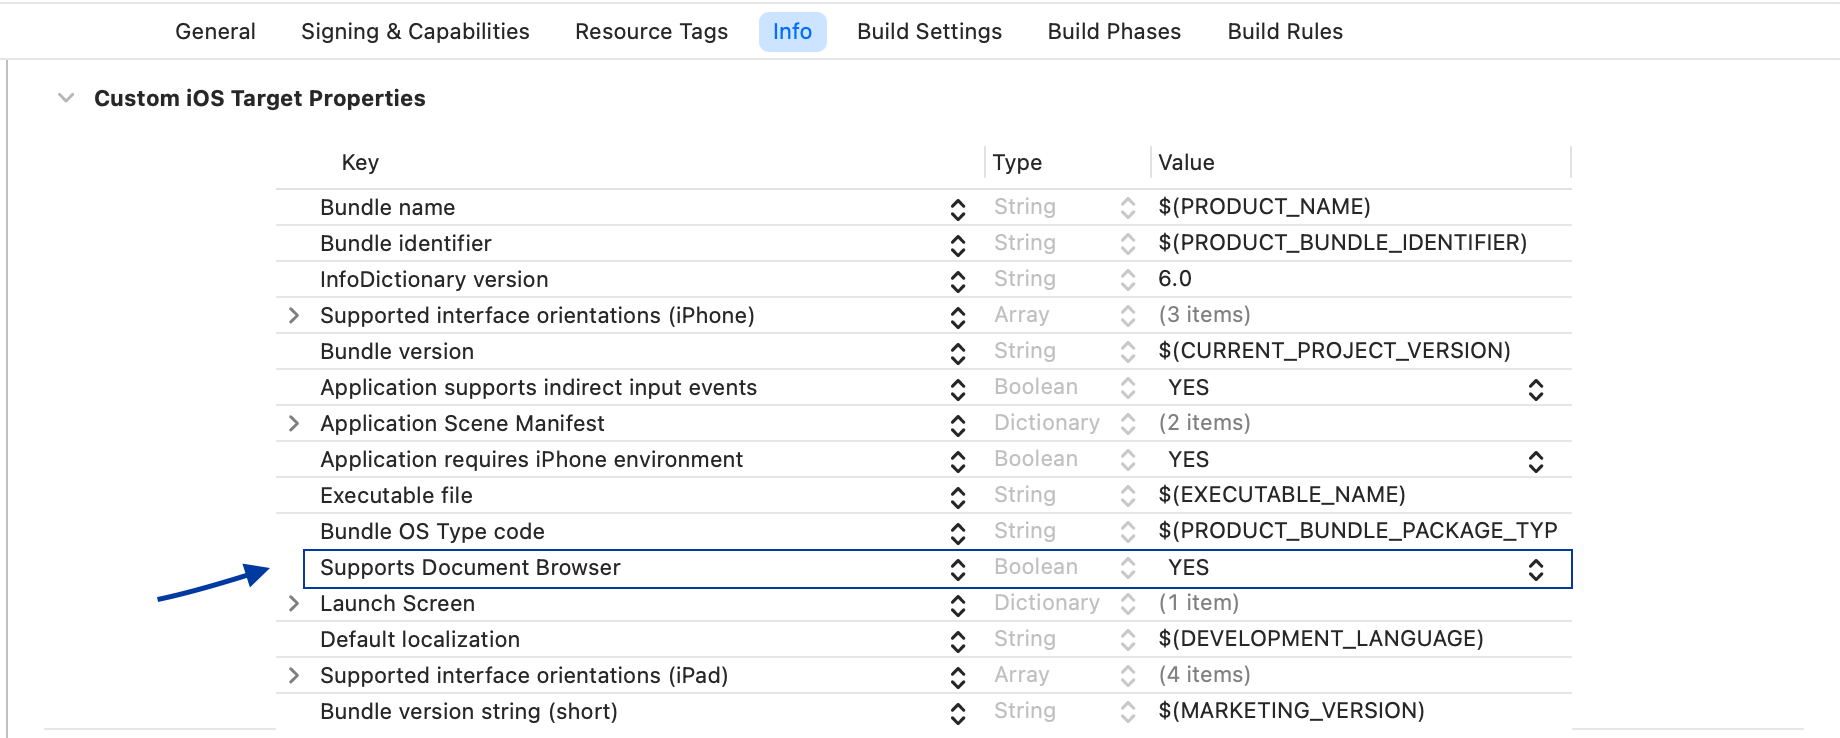 General Signing & Capabilities Resource Tags Info Build Settings Build Phases Build Rules
Custom iOS Target Properties
Key Type Value
Bundle name String $(PRODUCT_NAME)
Bundle identifier String $(PRODUCT_BUNDLE_IDENTIFIER)
InfoDictionary version String 6.0
Supported interface orientations (iPhone) Array (3 items)
Bundle version String $(CURRENT_PROJECT_VERSION)
Application supports indirect input events Boolean YES
Application Scene Manifest Dictionary (2 items)
Application requires iPhone environment Boolean YES
Executable file String $(EXECUTABLE_NAME)
Bundle OS Type code String $(PRODUCT_BUNDLE_PACKAGE_TYP
Supports Document Browser Boolean YES
Launch Screen Dictionary (1 item)
Default localization String $(DEVELOPMENT_LANGUAGE)
Supported interface orientations (iPad) Array (4 items)
Bundle version string (short) String $(MARKETING_VERSION)